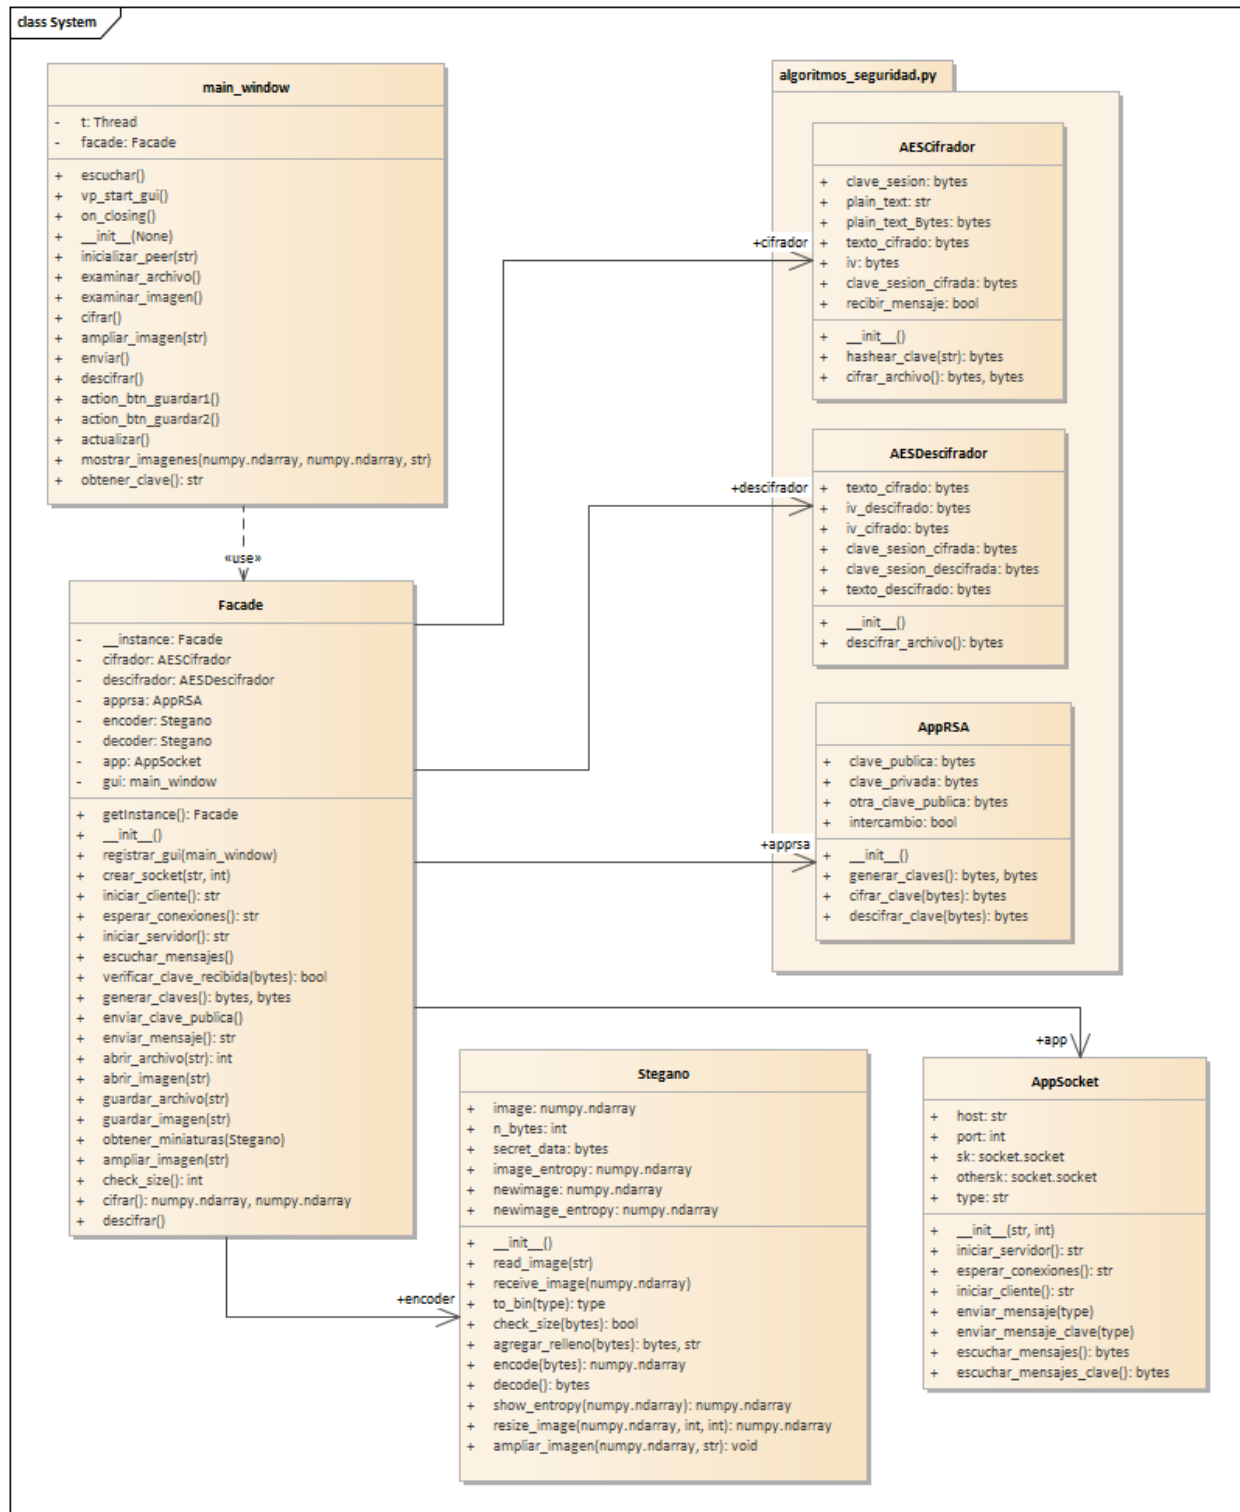 class System
main_window
- t: Thread
- facade: Facade
+ escuchar()
+ vp_start_gui()
+ on_closing()
+ __init__(None)
+ inicializar_peer(str)
+ examinar_archivo()
+ examinar_imagen()
+ cifrar()
+ ampliar_imagen(str)
+ enviar()
+ descifrar()
+ action_btn_guardar1()
+ action_btn_guardar2()
+ actualizar()
+ mostrar_imagenes(numpy.ndarray, numpy.ndarray, str)
+ obtener_clave(): str
«use»
Facade
- __instance: Facade
- cifrador: AESCifrador
- descifrador: AESDescifrador
- apprsa: AppRSA
- encoder: Stegano
- decoder: Stegano
- app: AppSocket
- gui: main_window
+ getInstance(): Facade
+ __init__()
+ registrar_gui(main_window)
+ crear_socket(str, int)
+ iniciar_cliente(): str
+ esperar_conexiones(): str
+ iniciar_servidor(): str
+ escuchar_mensajes()
+ verificar_clave_recibida(bytes): bool
+ generar_claves(): bytes, bytes
+ enviar_clave_publica()
+ enviar_mensaje(): str
+ abrir_archivo(str): int
+ abrir_imagen(str)
+ guardar_archivo(str)
+ guardar_imagen(str)
+ obtener_miniaturas(Stegano)
+ ampliar_imagen(str)
+ check_size(): int
+ cifrar(): numpy.ndarray, numpy.ndarray
+ descifrar()
algoritmos_seguridad.py
+cifrador
AESCifrador
+ clave_sesion: bytes
+ plain_text: str
+ plain_text_Bytes: bytes
+ texto_cifrado: bytes
+ iv: bytes
+ clave_sesion_cifrada: bytes
+ recibir_mensaje: bool
+ __init__()
+ hashear_clave(str): bytes
+ cifrar_archivo(): bytes, bytes
+descifrador
AESDescifrador
+ texto_cifrado: bytes
+ iv_descifrado: bytes
+ iv_cifrado: bytes
+ clave_sesion_cifrada: bytes
+ clave_sesion_descifrada: bytes
+ texto_descifrado: bytes
+ __init__()
+ descifrar_archivo(): bytes
+apprsa
AppRSA
+ clave_publica: bytes
+ clave_privada: bytes
+ otra_clave_publica: bytes
+ intercambio: bool
+ __init__()
+ generar_claves(): bytes, bytes
+ cifrar_clave(bytes): bytes
+ descifrar_clave(bytes): bytes
+encoder
Stegano
+ image: numpy.ndarray
+ n_bytes: int
+ secret_data: bytes
+ image_entropy: numpy.ndarray
+ newimage: numpy.ndarray
+ newimage_entropy: numpy.ndarray
+ __init__()
+ read_image(str)
+ receive_image(numpy.ndarray)
+ to_bin(type): type
+ check_size(bytes): bool
+ agregar_relleno(bytes): bytes, str
+ encode(bytes): numpy.ndarray
+ decode(): bytes
+ show_entropy(numpy.ndarray): numpy.ndarray
+ resize_image(numpy.ndarray, int, int): numpy.ndarray
+ ampliar_imagen(numpy.ndarray, str): void
+app
AppSocket
+ host: str
+ port: int
+ sk: socket.socket
+ othersk: socket.socket
+ type: str
+ __init__(str, int)
+ iniciar_servidor(): str
+ esperar_conexiones(): str
+ iniciar_cliente(): str
+ enviar_mensaje(type)
+ enviar_mensaje_clave(type)
+ escuchar_mensajes(): bytes
+ escuchar_mensajes_clave(): bytes